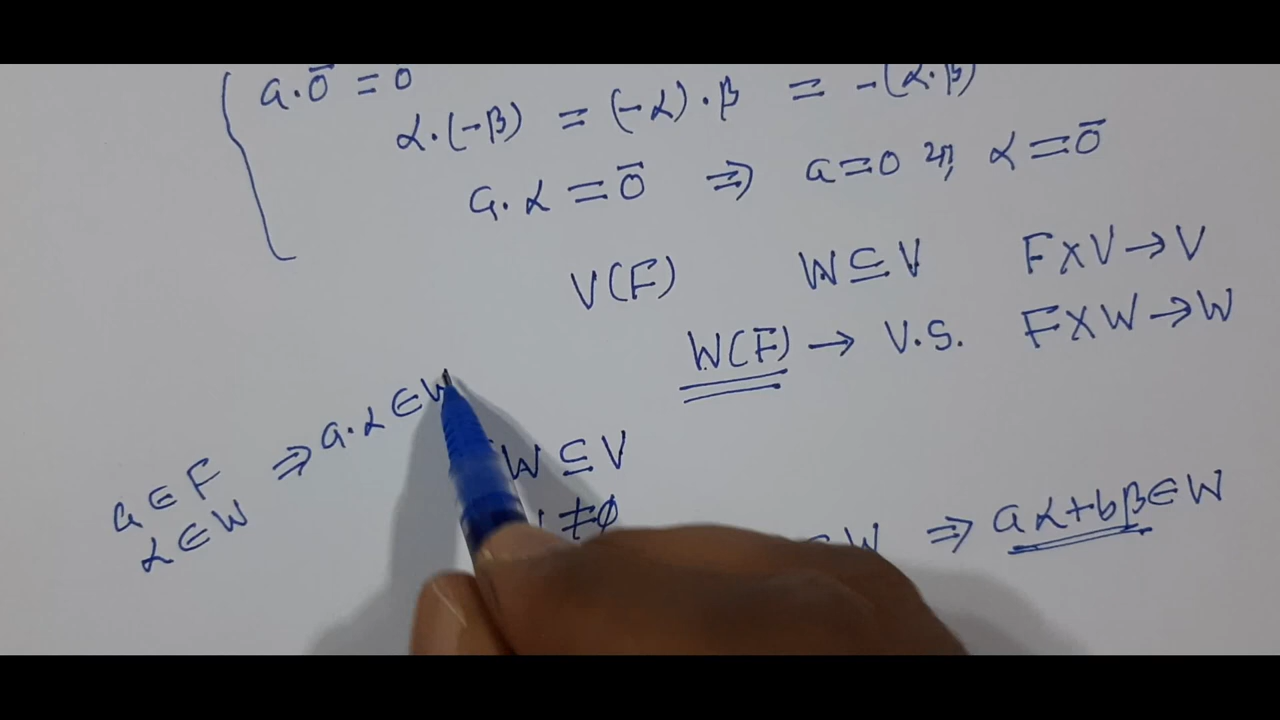 a·0̄ = 0
α·(-β) = (-α)·β = -(α·β)
a·α = 0̄ ⇒ a=0 या, α=0̄
V(F) W⊆V F×V→V
W(F) → V.S. F×W→W
a∈F ⇒ a·α∈W
α∈W
W⊆V
≠∅
∈W ⇒ aα+bβ∈W